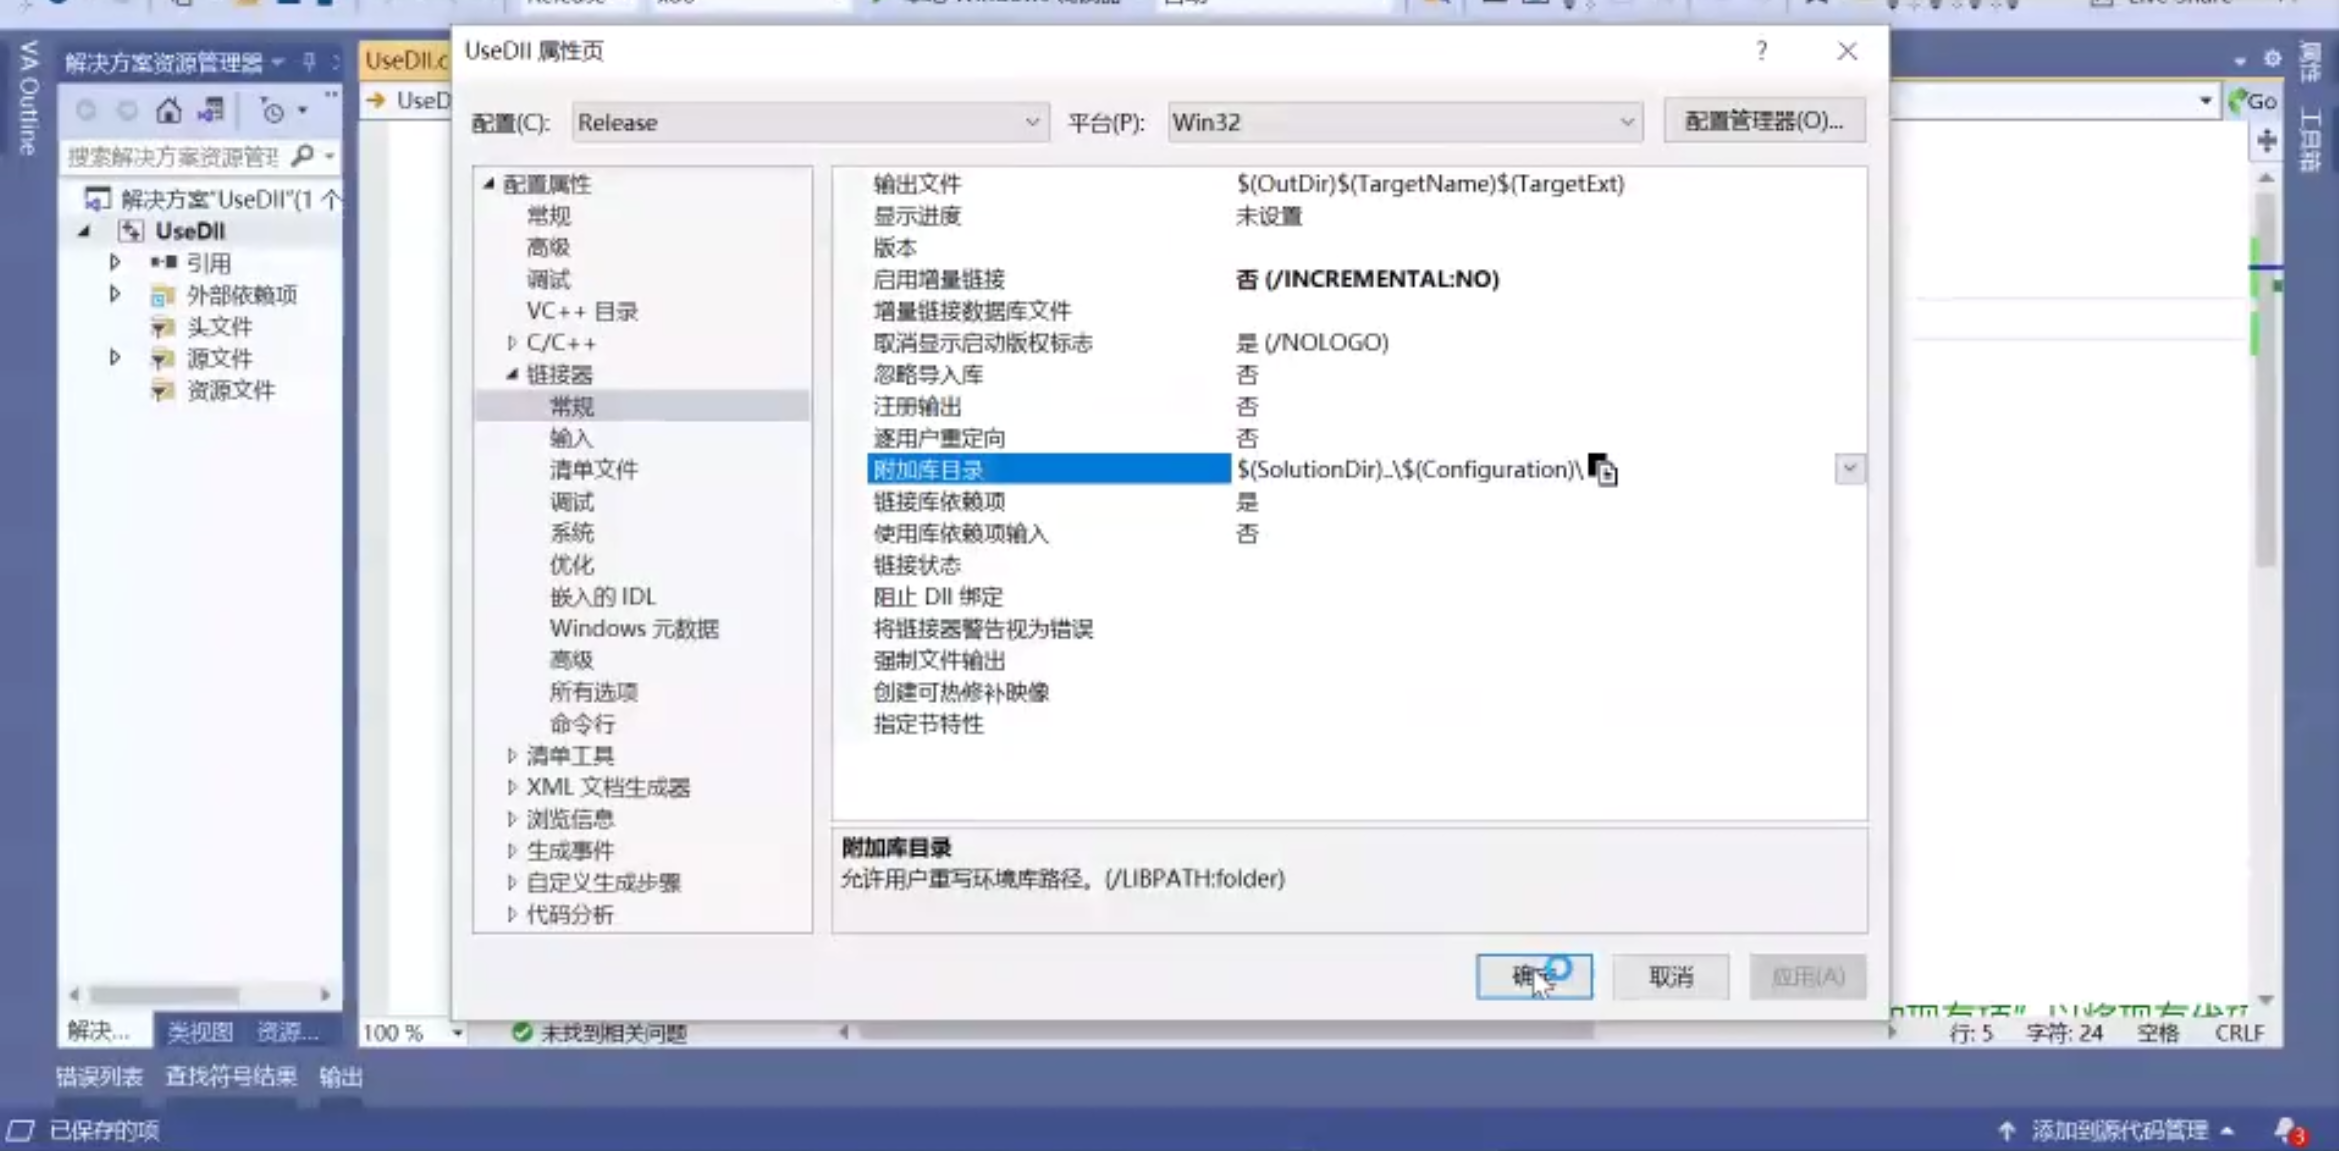 VA Outline
解决方案资源管理器
搜索解决方案资源管理
解决方案"UseDll"(1 个
UseDll
引用
外部依赖项
头文件
源文件
资源文件
解决...
类视图
资源...
UseDll.c
UseD
UseDll 属性页
?
配置(C):
Release
平台(P):
Win32
配置管理器(O)...
配置属性
常规
高级
调试
VC++ 目录
C/C++
链接器
常规
输入
清单文件
调试
系统
优化
嵌入的 IDL
Windows 元数据
高级
所有选项
命令行
清单工具
XML 文档生成器
浏览信息
生成事件
自定义生成步骤
代码分析
输出文件 $(OutDir)$(TargetName)$(TargetExt)
显示进度 未设置
版本
启用增量链接 否 (/INCREMENTAL:NO)
增量链接数据库文件
取消显示启动版权标志 是 (/NOLOGO)
忽略导入库 否
注册输出 否
逐用户重定向 否
附加库目录 $(SolutionDir)..\$(Configuration)\
链接库依赖项 是
使用库依赖项输入 否
链接状态
阻止 Dll 绑定
将链接器警告视为错误
强制文件输出
创建可热修补映像
指定节特性
附加库目录
允许用户重写环境库路径。(/LIBPATH:folder)
取消
应用(A)
Go
属性
工具箱
100 %
未找到相关问题
行: 5
字符: 24
空格
CRLF
错误列表
查找符号结果
输出
已保存的项
添加到源代码管理
3